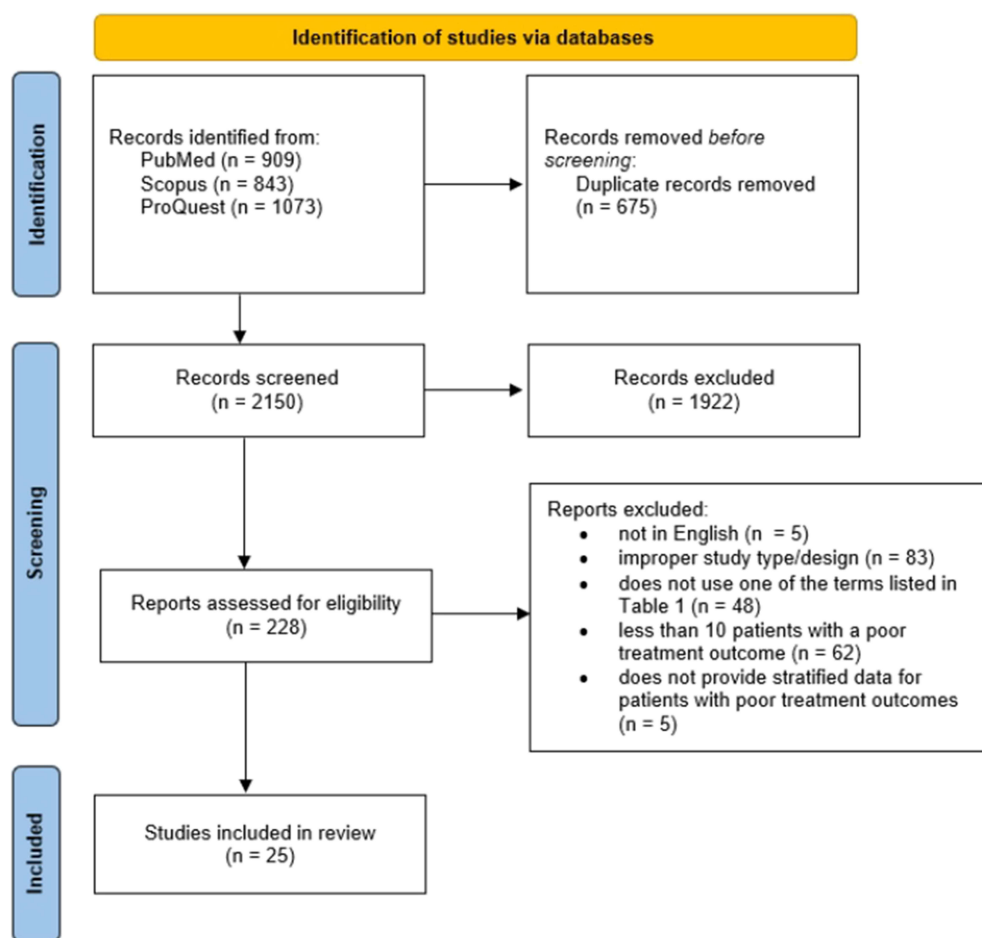 Identification of studies via databases
Identification
Records identified from:
PubMed (n = 909)
Scopus (n = 843)
ProQuest (n = 1073)
Records removed before
screening:
Duplicate records removed
(n = 675)
Screening
Records screened
(n = 2150)
Records excluded
(n = 1922)
Reports assessed for eligibility
(n = 228)
Reports excluded:
• not in English (n = 5)
• improper study type/design (n = 83)
• does not use one of the terms listed in
Table 1 (n = 48)
• less than 10 patients with a poor
treatment outcome (n = 62)
• does not provide stratified data for
patients with poor treatment outcomes
(n = 5)
Included
Studies included in review
(n = 25)